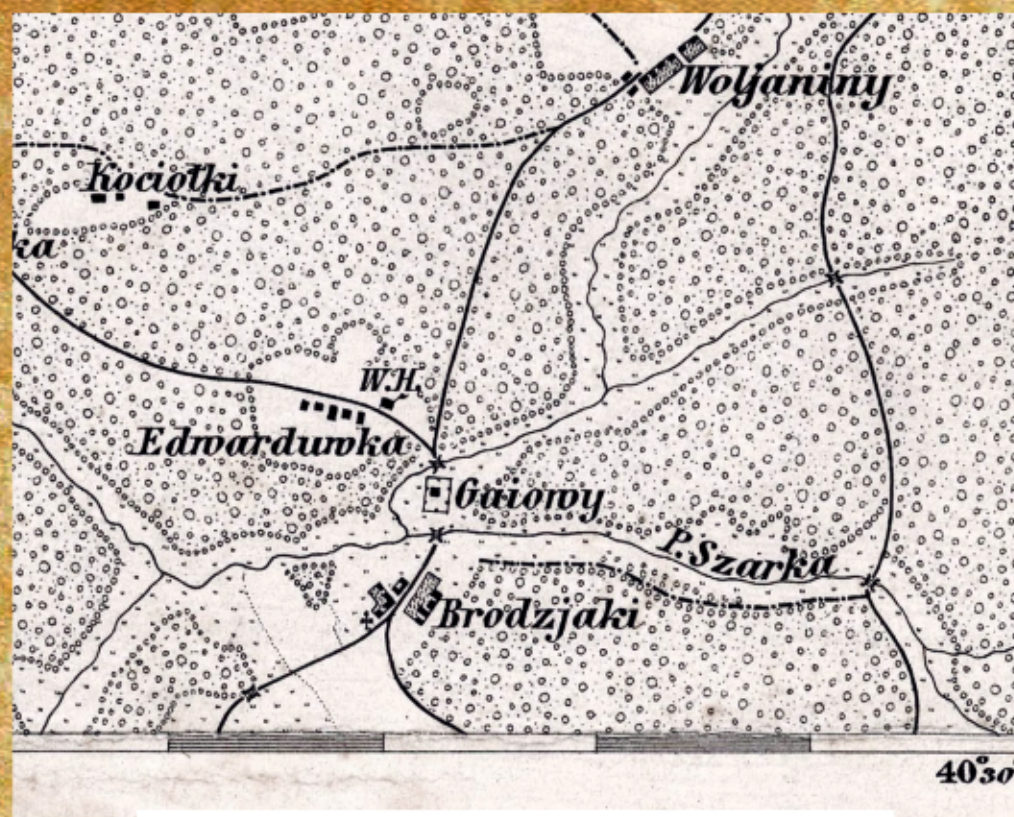 Woljaniny
Kociołki
ka
W.H.
Edwarduwka
Gaiowy
P. Szarka
Brodzjaki
40°30'